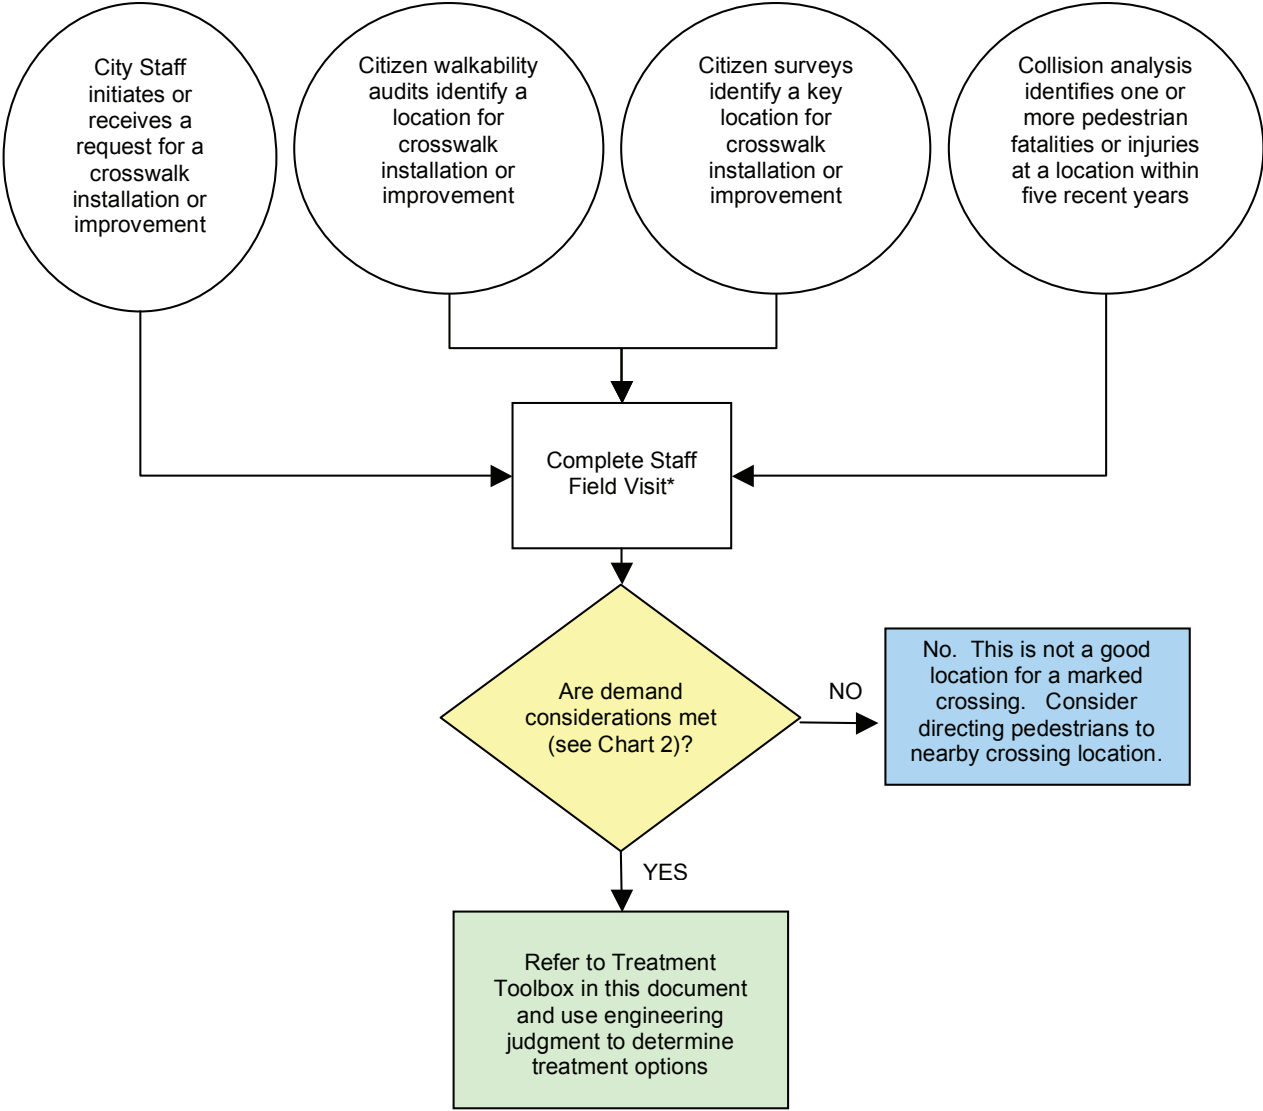 City Staff
initiates or
receives a
request for a
crosswalk
installation or
improvement
Citizen walkability
audits identify a
location for
crosswalk
installation or
improvement
Citizen surveys
identify a key
location for
crosswalk
installation or
improvement
Collision analysis
identifies one or
more pedestrian
fatalities or injuries
at a location within
five recent years
Complete Staff
Field Visit*
Are demand
considerations met
(see Chart 2)?
NO
No. This is not a good
location for a marked
crossing. Consider
directing pedestrians to
nearby crossing location.
YES
Refer to Treatment
Toolbox in this document
and use engineering
judgment to determine
treatment options